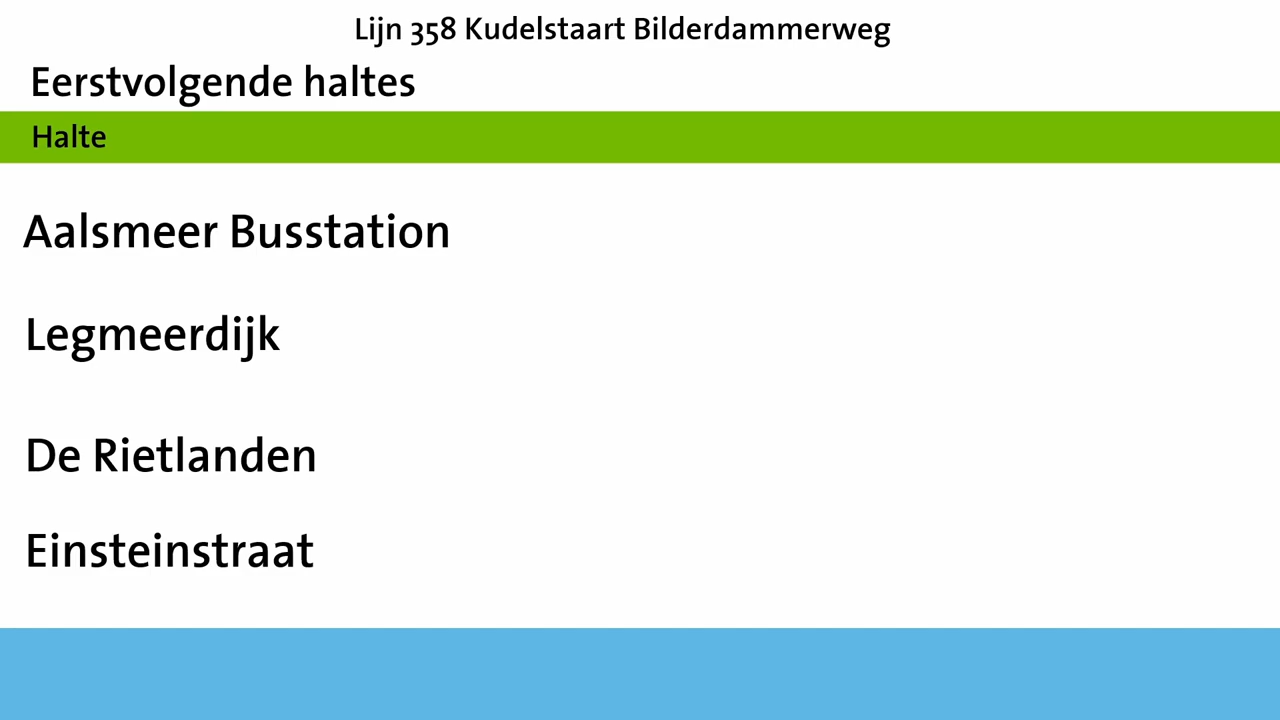 Lijn 358 Kudelstaart Bilderdammerweg
Eerstvolgende haltes
Halte
Aalsmeer Busstation
Legmeerdijk
De Rietlanden
Einsteinstraat